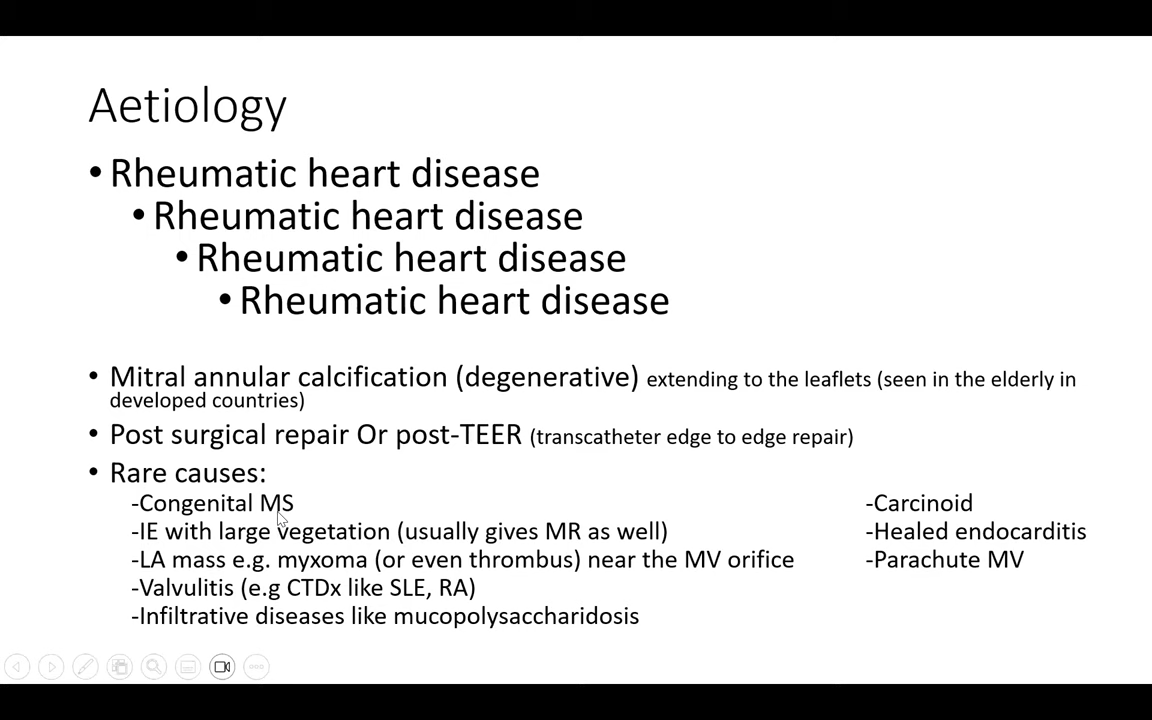 Aetiology
• Rheumatic heart disease
• Rheumatic heart disease
• Rheumatic heart disease
• Rheumatic heart disease
• Mitral annular calcification (degenerative) extending to the leaflets (seen in the elderly in
developed countries)
• Post surgical repair Or post-TEER (transcatheter edge to edge repair)
• Rare causes:
-Congenital MS
-IE with large vegetation (usually gives MR as well)
-LA mass e.g. myxoma (or even thrombus) near the MV orifice
-Valvulitis (e.g CTDx like SLE, RA)
-Infiltrative diseases like mucopolysaccharidosis
-Carcinoid
-Healed endocarditis
-Parachute MV